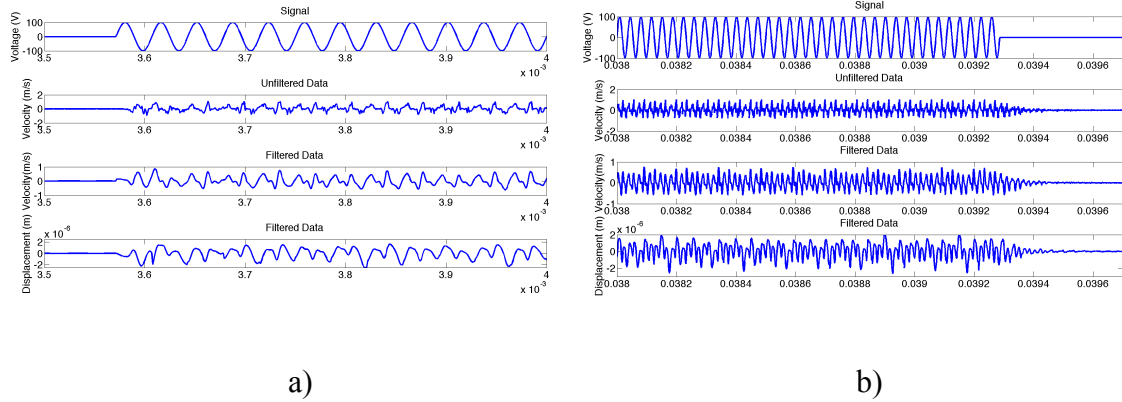 Signal
Voltage (V)
100
0
-100
3.5 3.6 3.7 3.8 3.9 4
x 10⁻³
Unfiltered Data
Velocity (m/s)
2
0
-2
3.5 3.6 3.7 3.8 3.9 4
x 10⁻³
Filtered Data
Velocity(m/s)
1
0
-1
3.5 3.6 3.7 3.8 3.9 4
x 10⁻³
x 10⁻⁶
Filtered Data
Displacement (m)
2
0
-2
3.5 3.6 3.7 3.8 3.9 4
x 10⁻³
a)
Signal
Voltage (V)
100
0
-100
0.038 0.0382 0.0384 0.0386 0.0388 0.039 0.0392 0.0394 0.0396
Unfiltered Data
Velocity (m/s)
2
0
-2
0.038 0.0382 0.0384 0.0386 0.0388 0.039 0.0392 0.0394 0.0396
Filtered Data
Velocity(m/s)
1
0
-1
0.038 0.0382 0.0384 0.0386 0.0388 0.039 0.0392 0.0394 0.0396
x 10⁻⁶
Filtered Data
Displacement (m)
2
0
-2
0.038 0.0382 0.0384 0.0386 0.0388 0.039 0.0392 0.0394 0.0396
b)